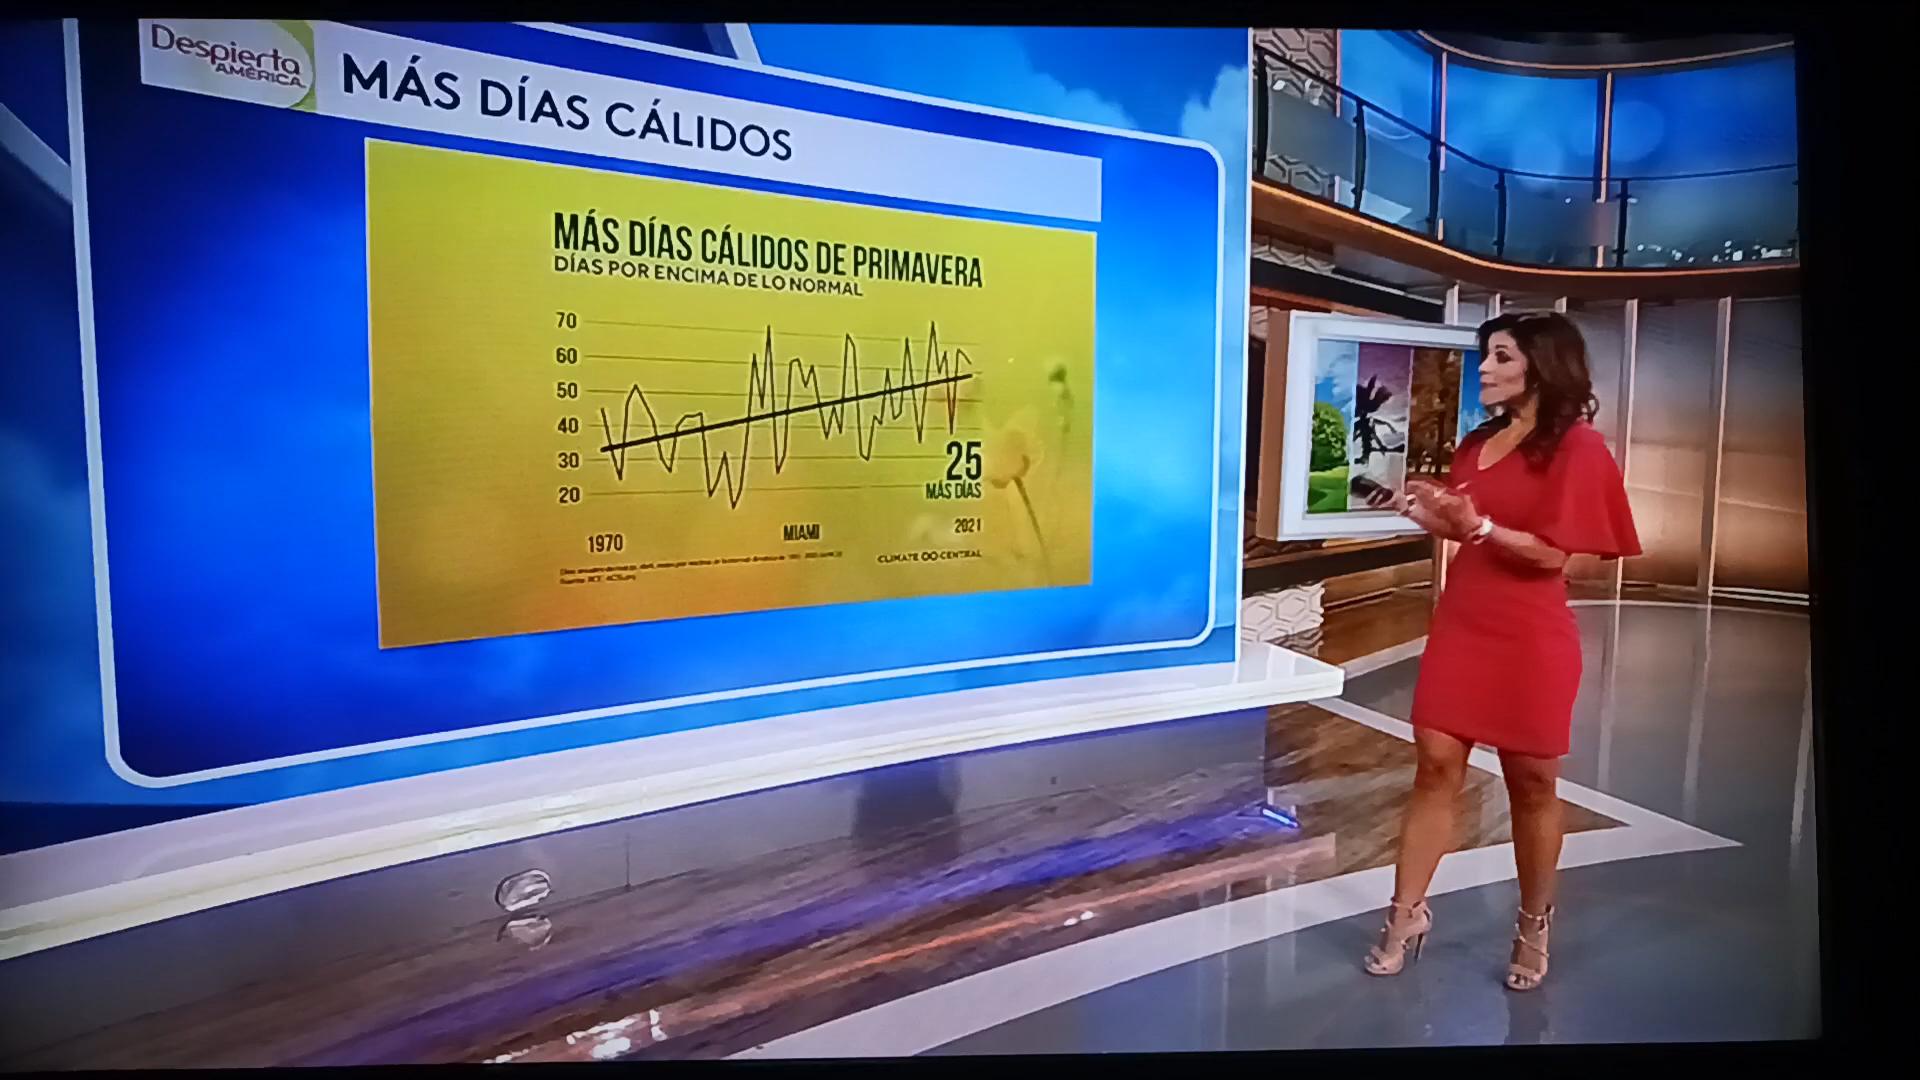 Despierta
AMÉRICA
MÁS DÍAS CÁLIDOS
MÁS DÍAS CÁLIDOS DE PRIMAVERA
DÍAS POR ENCIMA DE LO NORMAL
70
60
50
40
30
20
25
MÁS DÍAS
1970
MIAMI
2021
CLIMATE CENTRAL